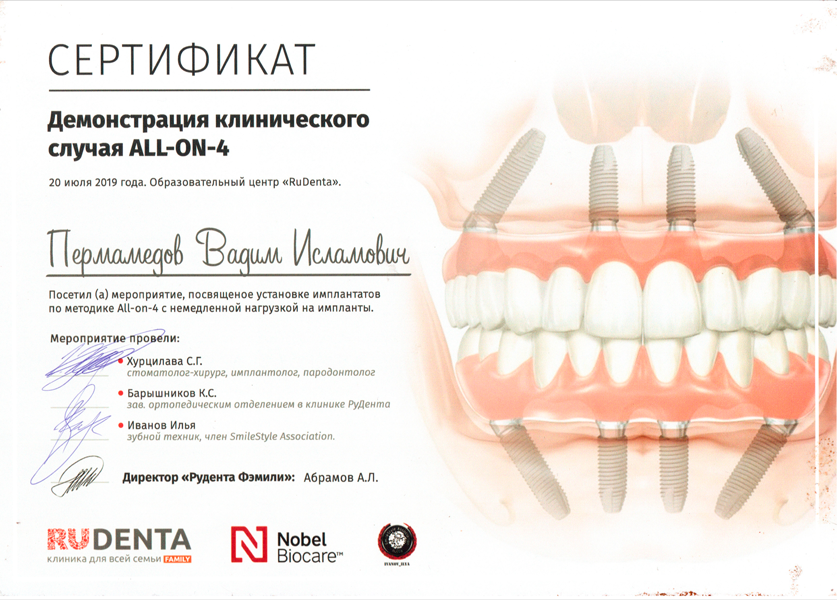 СЕРТИФИКАТ
Демонстрация клинического
случая ALL-ON-4
20 июля 2019 года. Образовательный центр «RuDenta».
Пермамедов Вадим Исламович
Посетил (а) мероприятие, посвященое установке имплантатов
по методике All-on-4 с немедленной нагрузкой на импланты.
Мероприятие провели:
Хурцилава С.Г.
стоматолог-хирург, имплантолог, пародонтолог
Барышников К.С.
зав. ортопедическим отделением в клинике РуДента
Иванов Илья
зубной техник, член SmileStyle Association.
Директор «Рудента Фэмили»: Абрамов А.Л.
RUDENTA
клиника для всей семьи FAMILY
Nobel
Biocare™